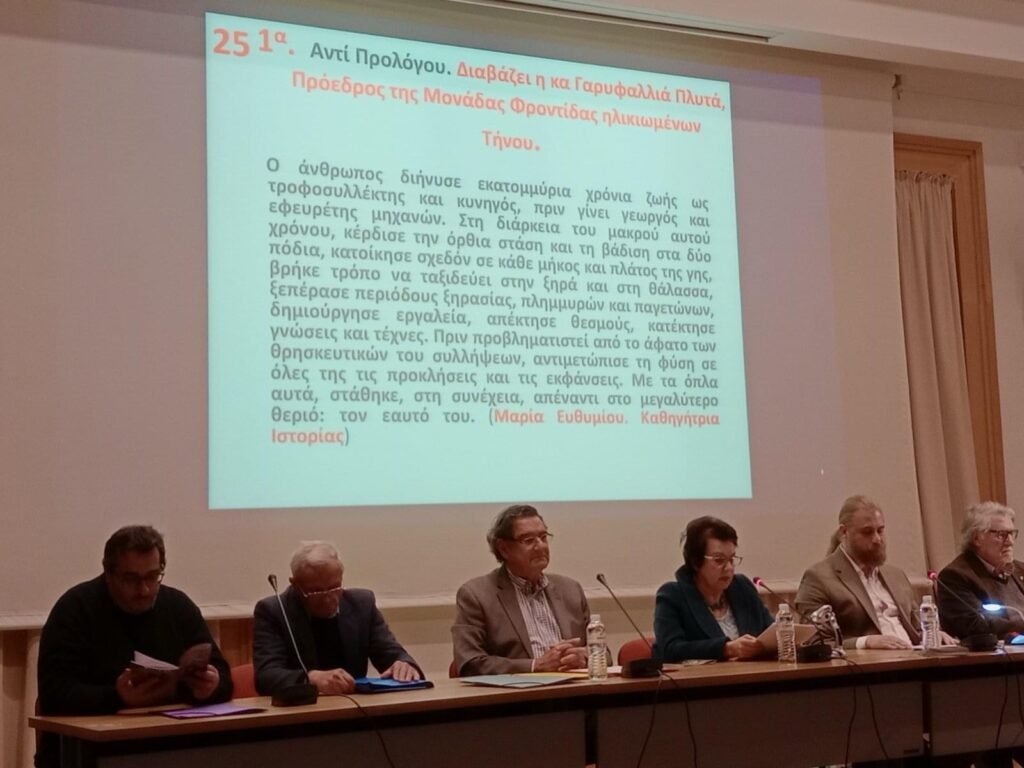 25 1α. Αντί Προλόγου. Διαβάζει η κα Γαρυφαλλιά Πλυτά,
Πρόεδρος της Μονάδας Φροντίδας ηλικιωμένων
Τήνου.
Ο άνθρωπος διήνυσε εκατομμύρια χρόνια ζωής ως
τροφοσυλλέκτης και κυνηγός, πριν γίνει γεωργός και
εφευρέτης μηχανών. Στη διάρκεια του μακρού αυτού
χρόνου, κέρδισε την όρθια στάση και τη βάδιση στα δύο
πόδια, κατοίκησε σχεδόν σε κάθε μήκος και πλάτος της γης,
βρήκε τρόπο να ταξιδεύει στην ξηρά και στη θάλασσα,
ξεπέρασε περιόδους ξηρασίας, πλημμυρών και παγετώνων,
δημιούργησε εργαλεία, απέκτησε θεσμούς, κατέκτησε
γνώσεις και τέχνες. Πριν προβληματιστεί από το άφατο των
θρησκευτικών του συλλήψεων, αντιμετώπισε τη φύση σε
όλες της τις προκλήσεις και τις εκφάνσεις. Με τα όπλα
αυτά, στάθηκε, στη συνέχεια, απέναντι στο μεγαλύτερο
θεριό: τον εαυτό του. (Μαρία Ευθυμίου. Καθηγήτρια
Ιστορίας)